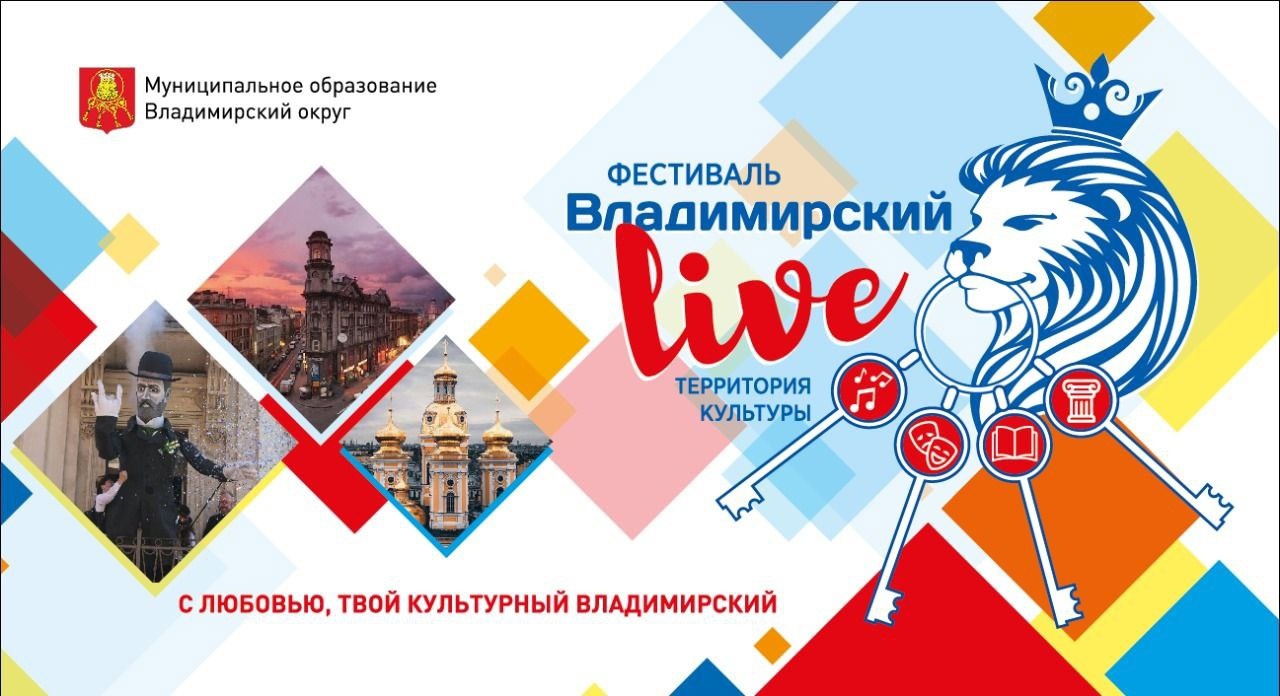 Муниципальное образование
Владимирский округ
ФЕСТИВАЛЬ
Владимирский
live
ТЕРРИТОРИЯ
КУЛЬТУРЫ
С ЛЮБОВЬЮ, ТВОЙ КУЛЬТУРНЫЙ ВЛАДИМИРСКИЙ